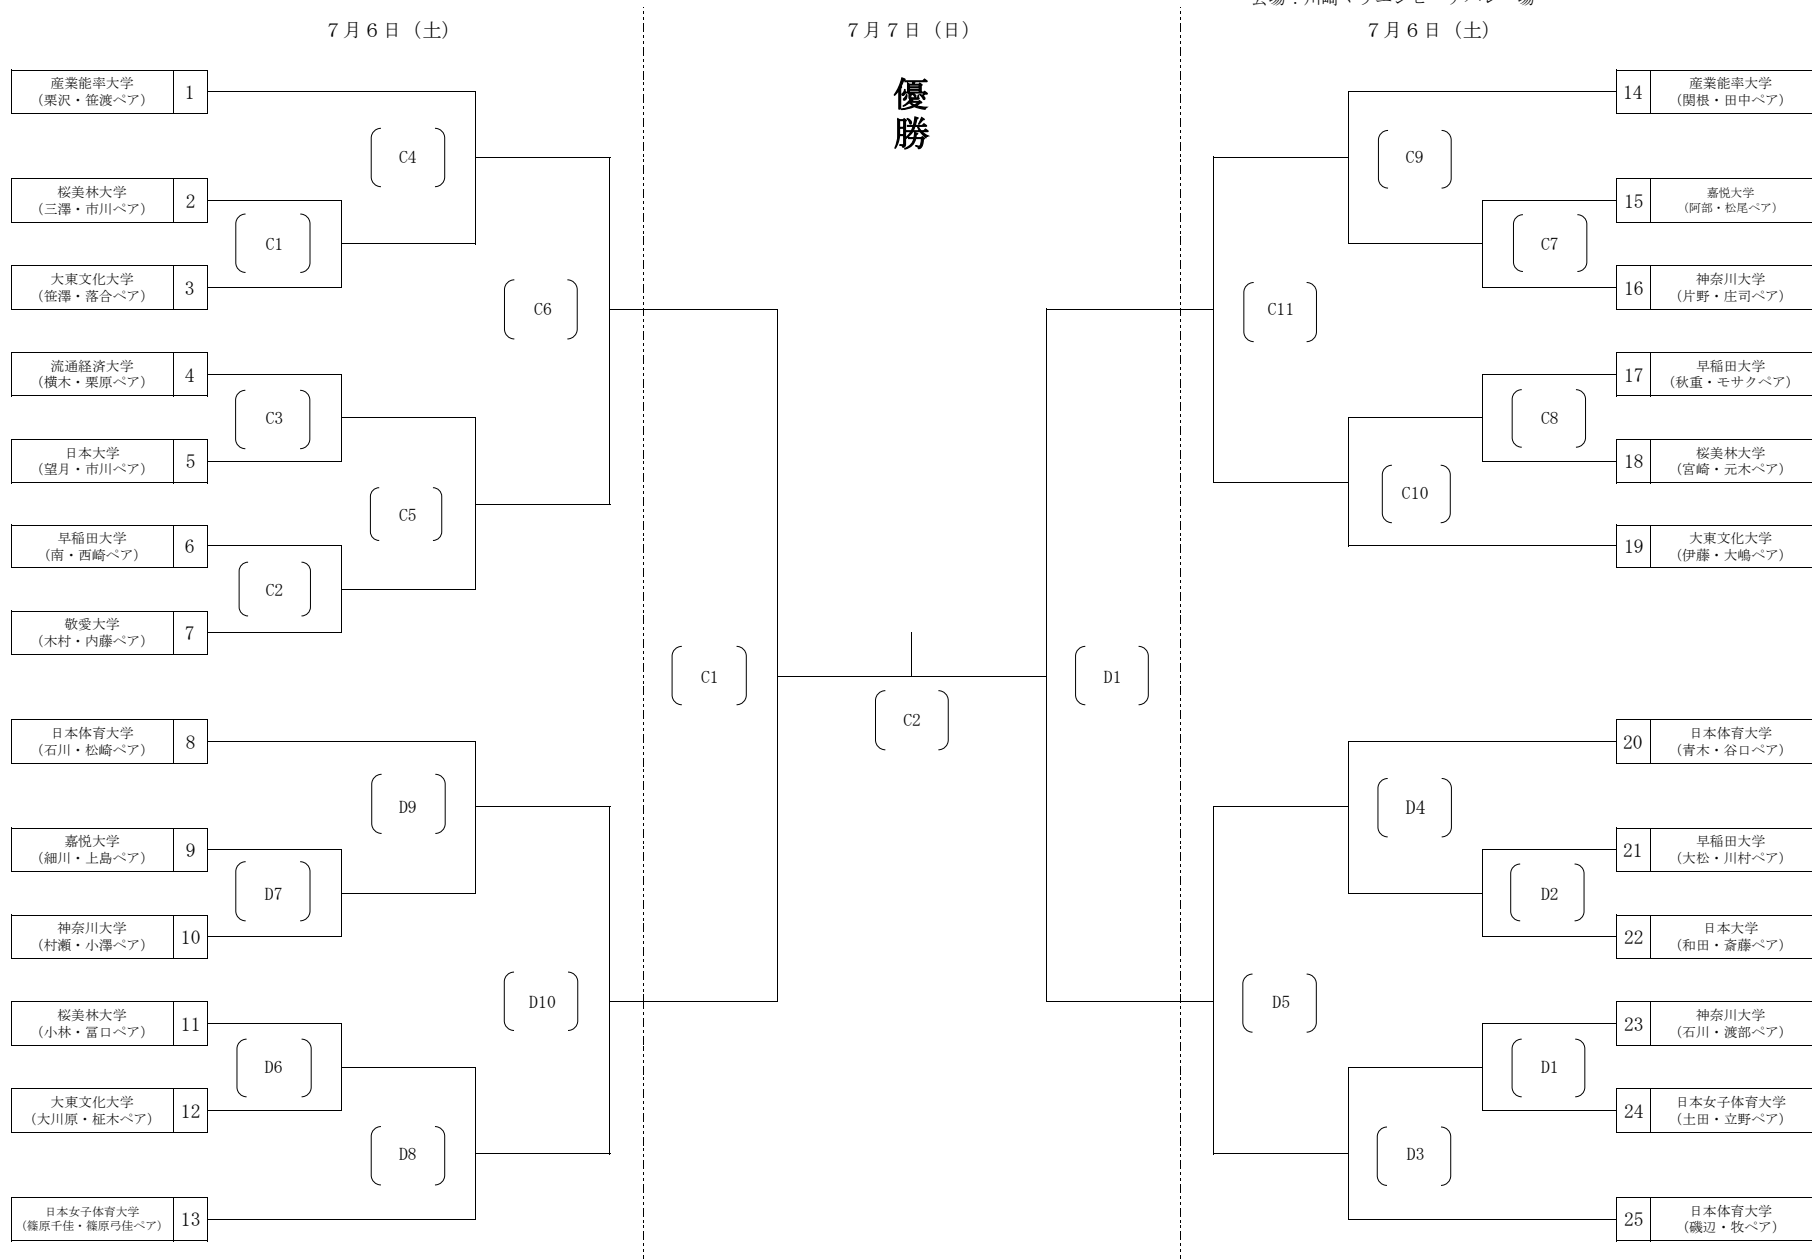 ７月６日（土）
７月７日（日）
７月６日（土）
優
勝
産業能率大学
（栗沢・笹渡ペア）
1
C4
桜美林大学
（三澤・市川ペア）
2
C1
大東文化大学
（笹澤・落合ペア）
3
C6
流通経済大学
（横木・栗原ペア）
4
C3
日本大学
（望月・市川ペア）
5
C5
早稲田大学
（南・西崎ペア）
6
C2
敬愛大学
（木村・内藤ペア）
7
日本体育大学
（石川・松崎ペア）
8
D9
嘉悦大学
（細川・上島ペア）
9
D7
神奈川大学
（村瀬・小澤ペア）
10
D10
桜美林大学
（小林・冨口ペア）
11
D6
大東文化大学
（大川原・柾木ペア）
12
D8
日本女子体育大学
（篠原千佳・篠原弓佳ペア）
13
C1
C2
D1
14
産業能率大学
（関根・田中ペア）
C9
15
嘉悦大学
（阿部・松尾ペア）
C7
16
神奈川大学
（片野・庄司ペア）
C11
17
早稲田大学
（秋重・モサクペア）
C8
18
桜美林大学
（宮崎・元木ペア）
C10
19
大東文化大学
（伊藤・大嶋ペア）
20
日本体育大学
（青木・谷口ペア）
D4
21
早稲田大学
（大松・川村ペア）
D2
22
日本大学
（和田・斎藤ペア）
D5
23
神奈川大学
（石川・渡部ペア）
D1
24
日本女子体育大学
（土田・立野ペア）
D3
25
日本体育大学
（磯辺・牧ペア）